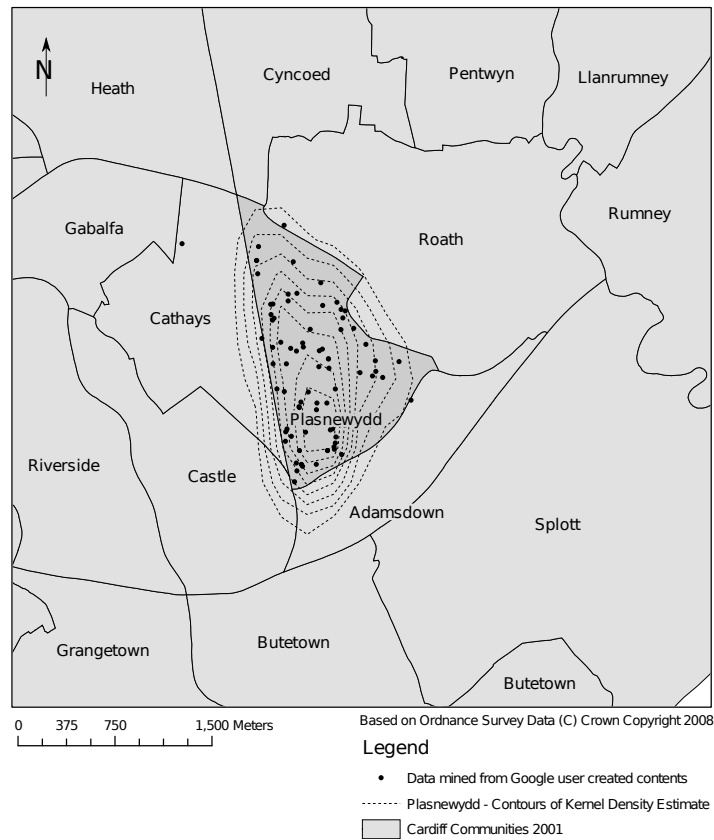 N
Heath
Cyncoed
Pentwyn
Llanrumney
Gabalfa
Roath
Rumney
Cathays
Plasnewydd
Riverside
Castle
Adamsdown
Splott
Grangetown
Butetown
Butetown
0 375 750 1,500 Meters
Based on Ordnance Survey Data (C) Crown Copyright 2008
Legend
Data mined from Google user created contents
Plasnewydd - Contours of Kernel Density Estimate
Cardiff Communities 2001